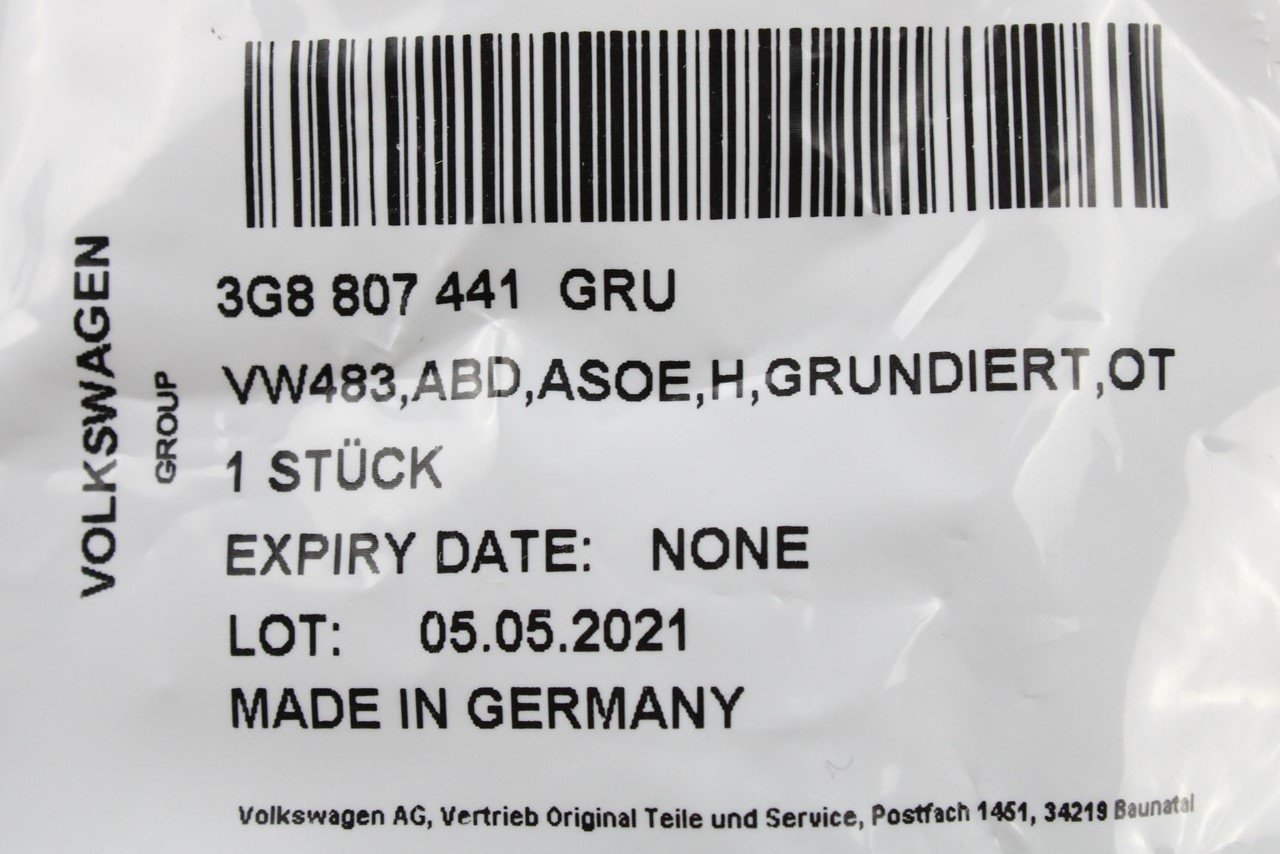 VOLKSWAGEN
GROUP
3G8 807 441 GRU
VW483,ABD,ASOE,H,GRUNDIERT,OT
1 STÜCK
EXPIRY DATE: NONE
LOT: 05.05.2021
MADE IN GERMANY
Volkswagen AG, Vertrieb Original Teile und Service, Postfach 1451, 34219 Baunatal